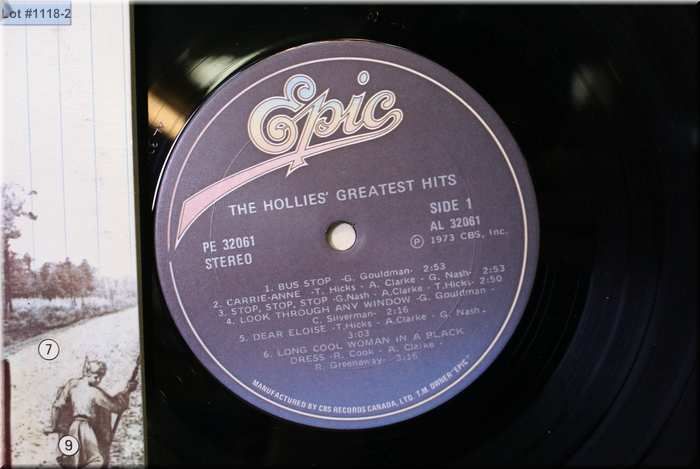 Lot #1118-2
Epic
THE HOLLIES' GREATEST HITS
PE 32061
STEREO
SIDE 1
AL 32061
Ⓟ 1973 CBS, Inc.
1. BUS STOP -G. Gouldman- 2:53
2. CARRIE-ANNE -T. Hicks - A. Clarke - G. Nash- 2:53
3. STOP, STOP, STOP -G.Nash - A.Clarke - T.Hicks- 2:50
4. LOOK THROUGH ANY WINDOW -G. Gouldman -
C. Silverman- 2:16
5. DEAR ELOISE -T.Hicks - A.Clarke - G. Nash-
3:03
6. LONG COOL WOMAN IN A BLACK
DRESS -R. Cook - A. Clarke -
R. Greenaway- 3:15
MANUFACTURED BY CBS RECORDS CANADA, LTD. T.M. OWNER "EPIC"
7
9